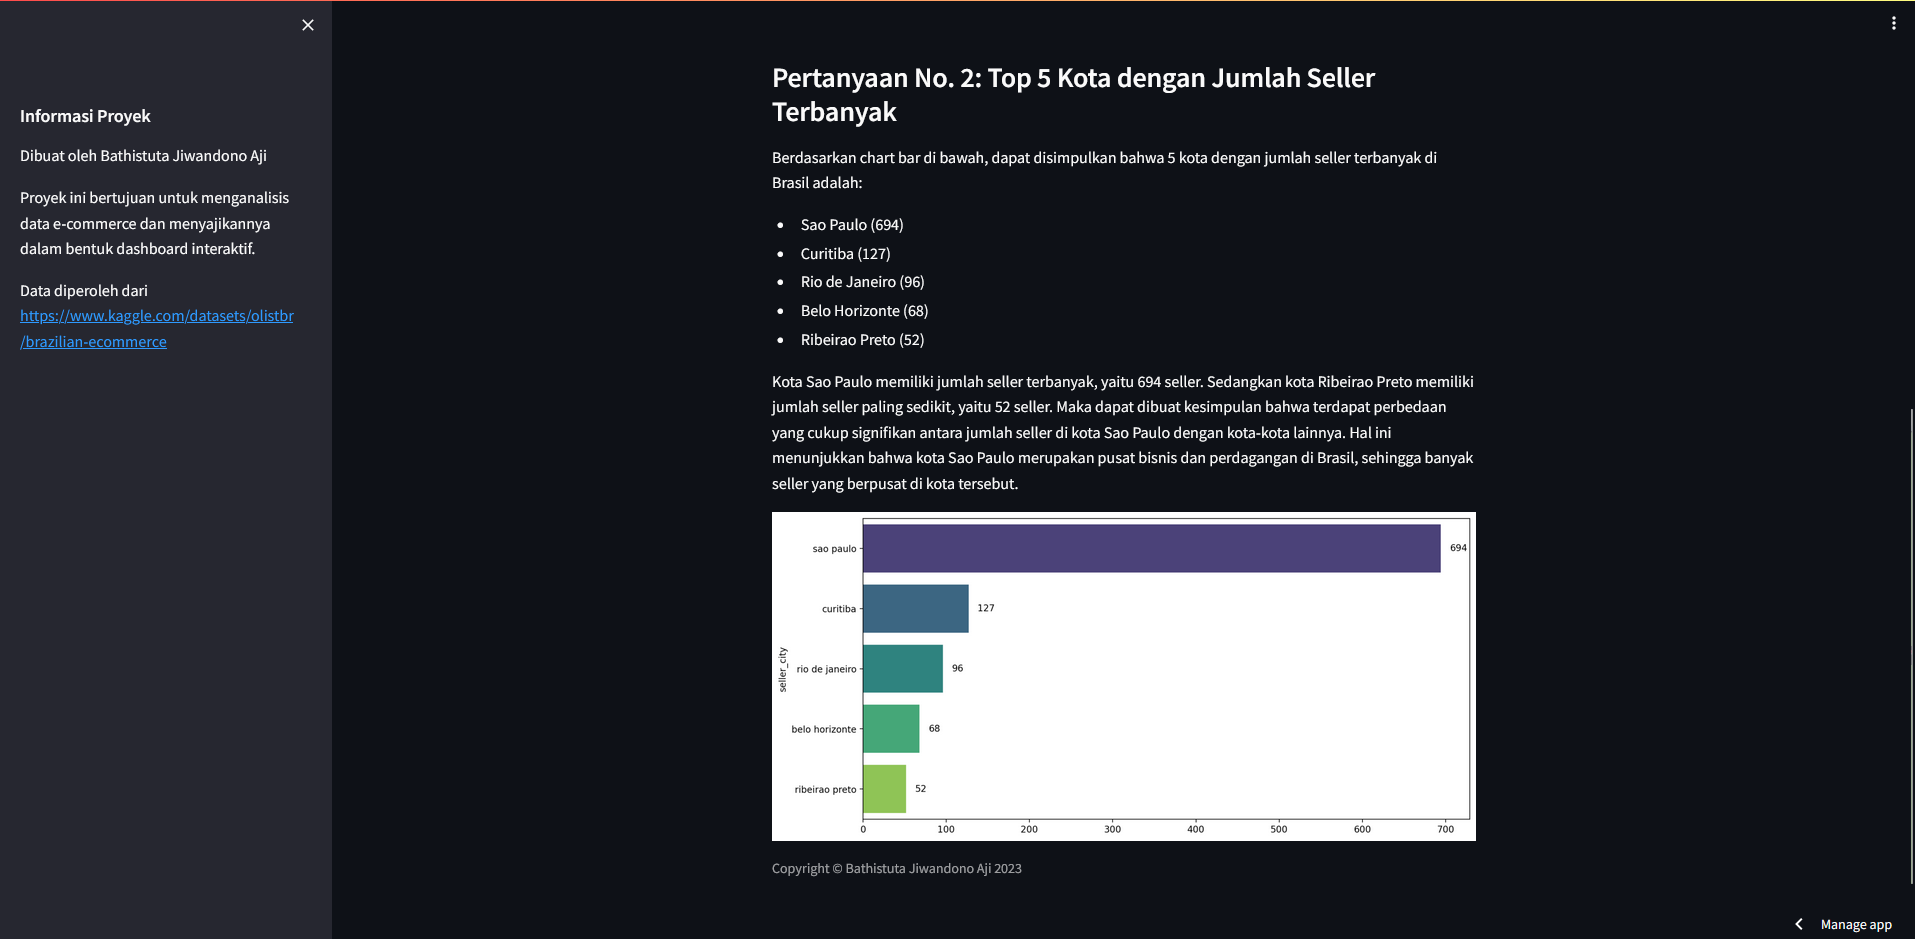 Informasi Proyek
Dibuat oleh Bathistuta Jiwandono Aji
Proyek ini bertujuan untuk menganalisis
data e-commerce dan menyajikannya
dalam bentuk dashboard interaktif.
Data diperoleh dari
https://www.kaggle.com/datasets/olistbr
/brazilian-ecommerce
Pertanyaan No. 2: Top 5 Kota dengan Jumlah Seller
Terbanyak
Berdasarkan chart bar di bawah, dapat disimpulkan bahwa 5 kota dengan jumlah seller terbanyak di
Brasil adalah:
• Sao Paulo (694)
• Curitiba (127)
• Rio de Janeiro (96)
• Belo Horizonte (68)
• Ribeirao Preto (52)
Kota Sao Paulo memiliki jumlah seller terbanyak, yaitu 694 seller. Sedangkan kota Ribeirao Preto memiliki
jumlah seller paling sedikit, yaitu 52 seller. Maka dapat dibuat kesimpulan bahwa terdapat perbedaan
yang cukup signifikan antara jumlah seller di kota Sao Paulo dengan kota-kota lainnya. Hal ini
menunjukkan bahwa kota Sao Paulo merupakan pusat bisnis dan perdagangan di Brasil, sehingga banyak
seller yang berpusat di kota tersebut.
seller_city
sao paulo 694
curitiba 127
rio de janeiro 96
belo horizonte 68
ribeirao preto 52
0 100 200 300 400 500 600 700
Copyright © Bathistuta Jiwandono Aji 2023
Manage app